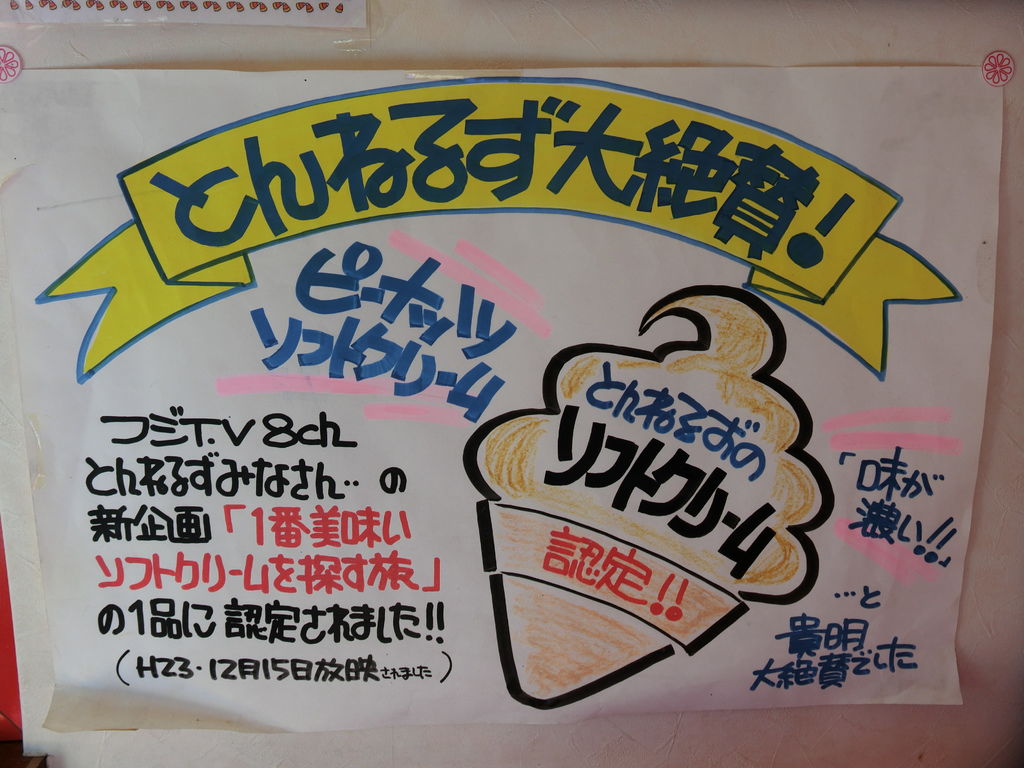 とんねるず大絶賛!
ピーナッツ
ソフトクリーム
とんねるずの
ソフトクリーム
認定!!
フジT.V 8ch
とんねるずみなさん‥の
新企画「1番美味い
ソフトクリームを探す旅」
の1品に認定されました!!
(H23・12月15日放映されました)
「味が
濃い!!」
…と
貴明
大絶賛でした